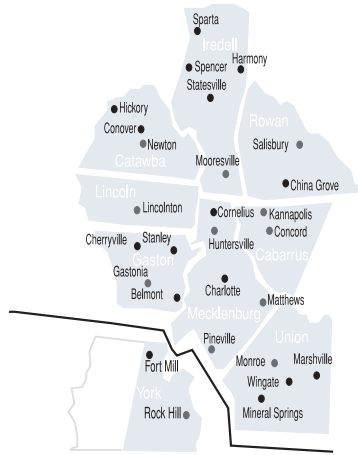 Sparta
Iredell
Harmony
Spencer
Statesville
Hickory
Conover
Newton
Catawba
Rowan
Salisbury
Mooresville
China Grove
Lincoln
Lincolnton
Cornelius
Kannapolis
Concord
Huntersville
Cabarrus
Cherryville
Stanley
Gaston
Gastonia
Belmont
Charlotte
Matthews
Mecklenburg
Pineville
Union
Monroe
Marshville
Wingate
Mineral Springs
Fort Mill
York
Rock Hill